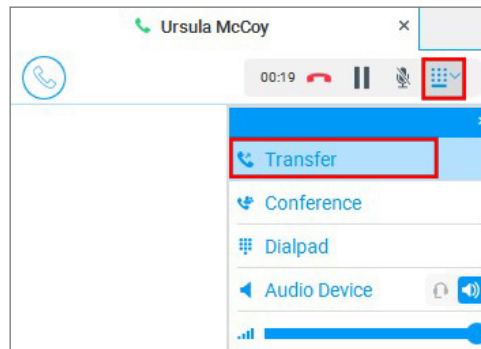 Ursula McCoy
00:19
Transfer
Conference
Dialpad
Audio Device